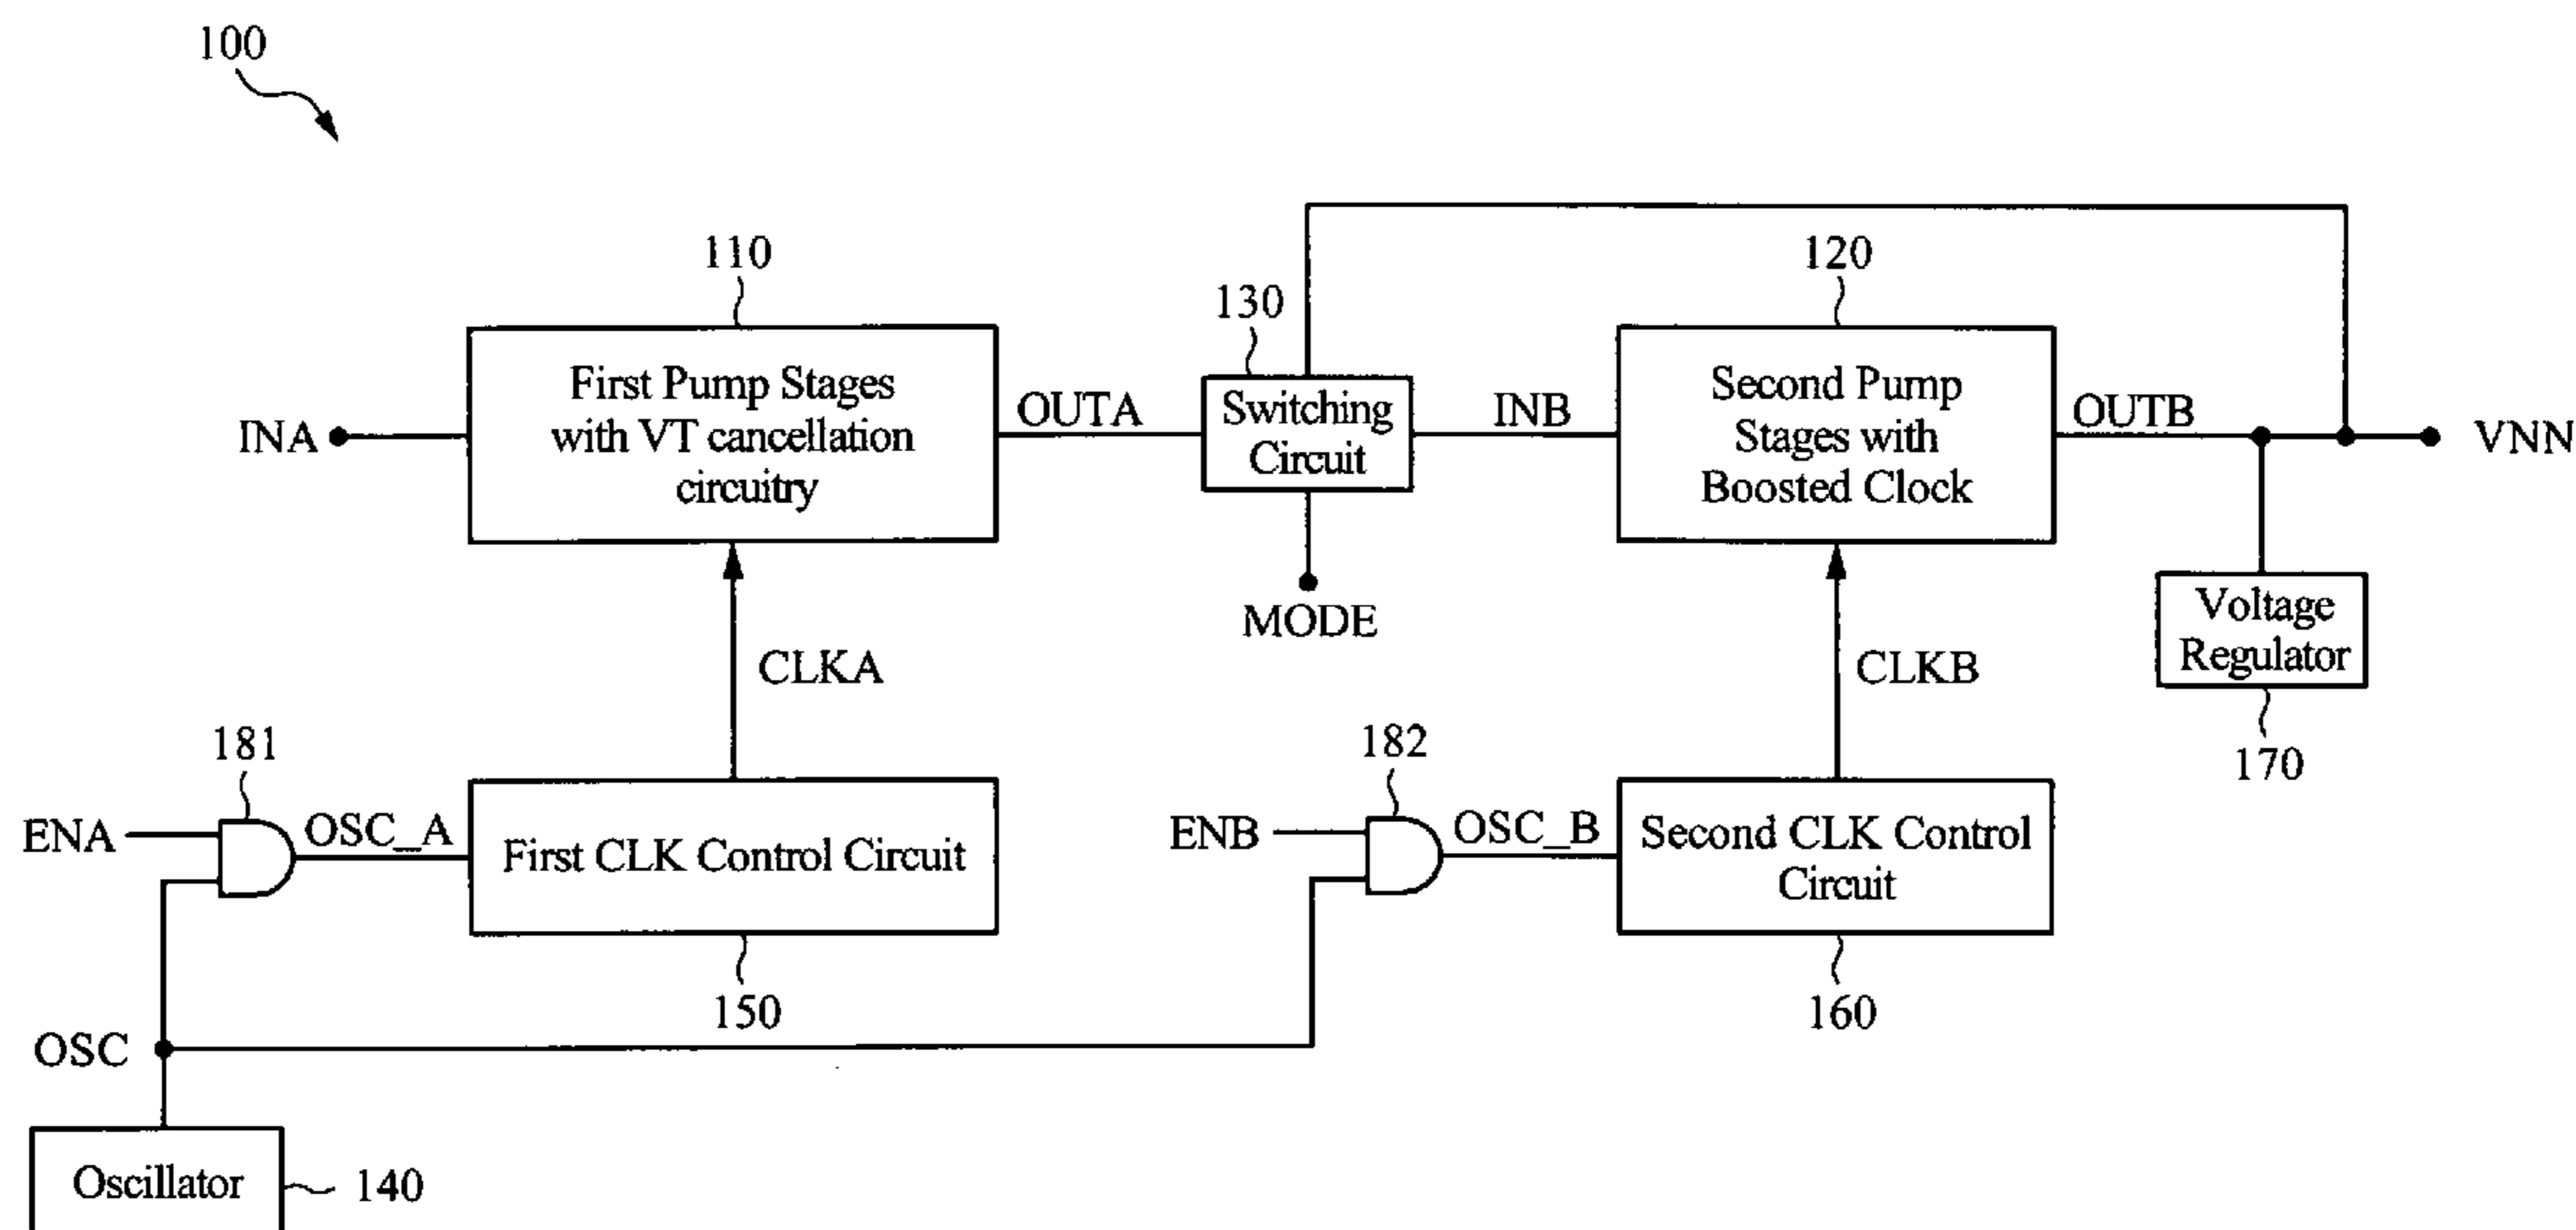 100
110
120
130
First Pump Stages
with VT cancellation
circuitry
Second Pump
Stages with
Boosted Clock
Switching
Circuit
INA
OUTA
INB
OUTB
VNN
MODE
Voltage
Regulator
CLKA
CLKB
170
181
182
ENA
OSC_A
First CLK Control Circuit
ENB
OSC_B
Second CLK Control
Circuit
150
160
OSC
Oscillator
140